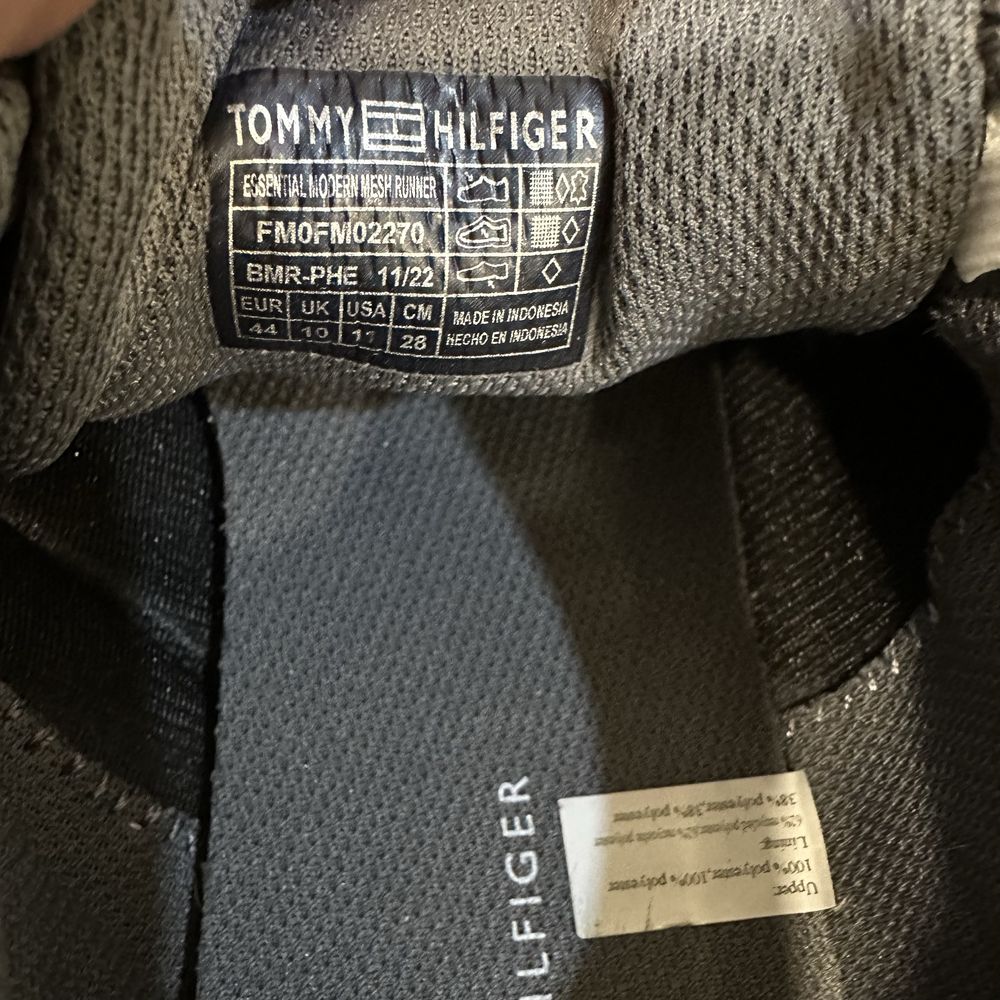 TOMMY HILFIGER
ESSENTIAL MODERN MESH RUNNER
FM0FM02270
BMR-PHE 11/22
EUR UK USA CM
44 10 11 28
MADE IN INDONESIA
HECHO EN INDONESIA
LFIGER
Upper:
100% polyester,100% polyester
Lining:
38% polyester,38% polyester